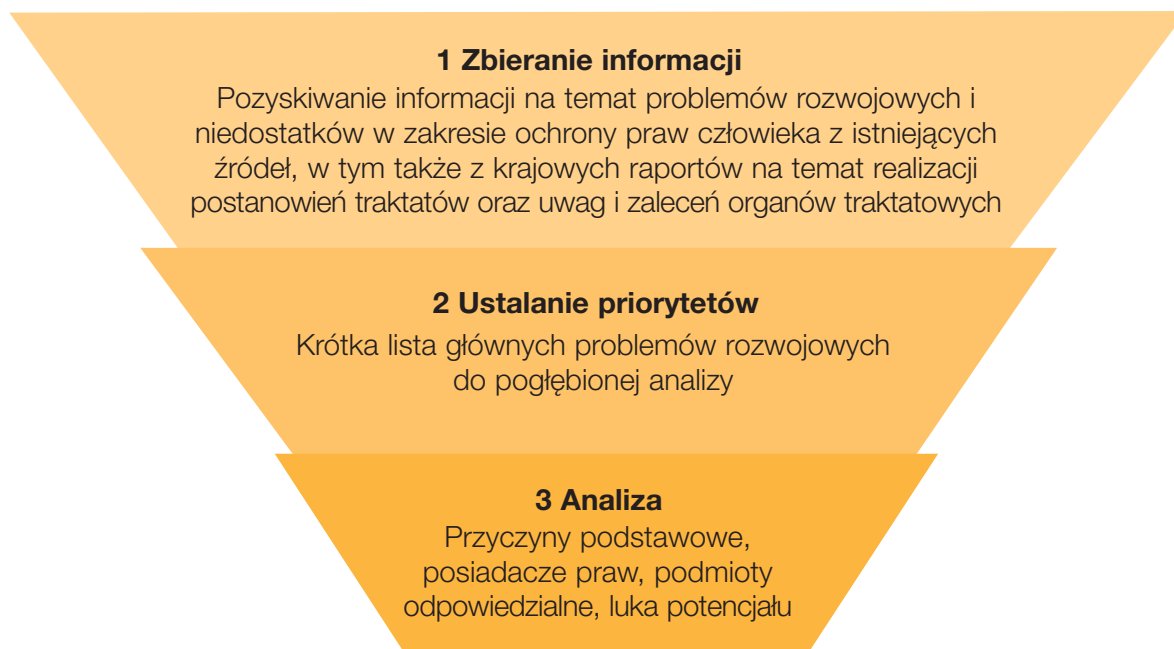 1 Zbieranie informacji
Pozyskiwanie informacji na temat problemów rozwojowych i
niedostatków w zakresie ochrony praw człowieka z istniejących
źródeł, w tym także z krajowych raportów na temat realizacji
postanowień traktatów oraz uwag i zaleceń organów traktatowych
2 Ustalanie priorytetów
Krótka lista głównych problemów rozwojowych
do pogłębionej analizy
3 Analiza
Przyczyny podstawowe,
posiadacze praw, podmioty
odpowiedzialne, luka potencjału